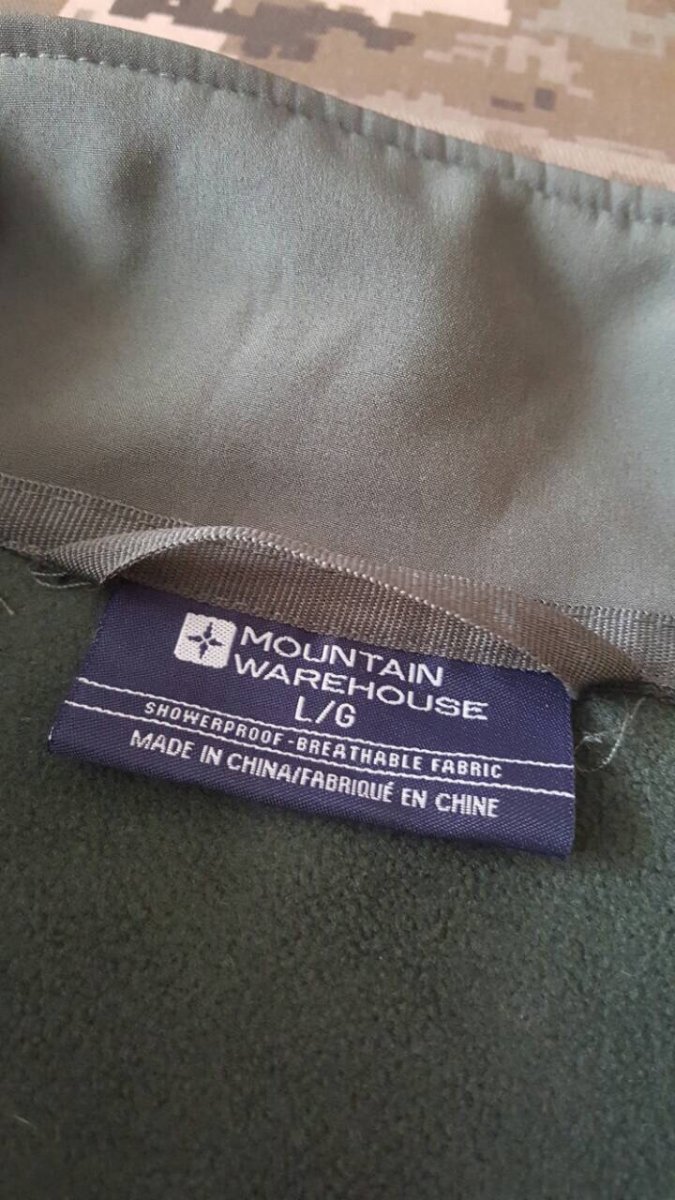 MOUNTAIN
WAREHOUSE
L/G
SHOWERPROOF-BREATHABLE FABRIC
MADE IN CHINA/FABRIQUÉ EN CHINE